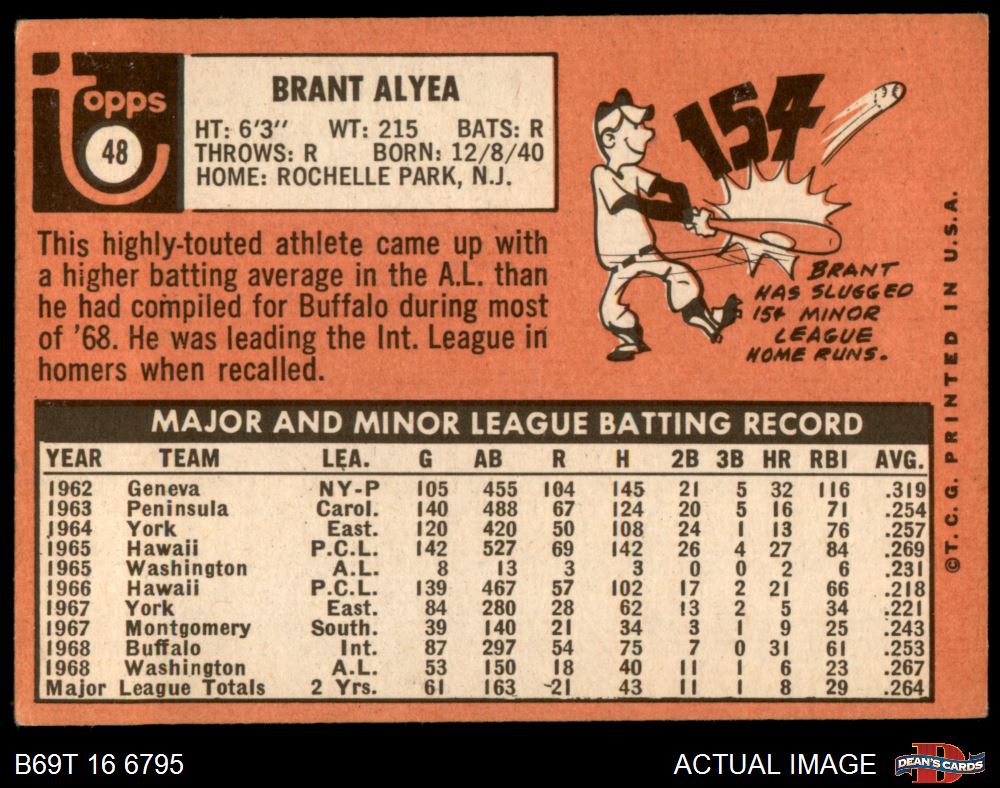 Topps
48
BRANT ALYEA
HT: 6'3" WT: 215 BATS: R
THROWS: R BORN: 12/8/40
HOME: ROCHELLE PARK, N.J.
This highly-touted athlete came up with
a higher batting average in the A.L. than
he had compiled for Buffalo during most
of '68. He was leading the Int. League in
homers when recalled.
154
BRANT
HAS SLUGGED
154 MINOR
LEAGUE
HOME RUNS.
MAJOR AND MINOR LEAGUE BATTING RECORD
YEAR TEAM LEA. G AB R H 2B 3B HR RBI AVG.
1962 Geneva NY-P 105 455 104 145 21 5 32 116 .319
1963 Peninsula Carol. 140 488 67 124 20 5 16 71 .254
1964 York East. 120 420 50 108 24 1 13 76 .257
1965 Hawaii P.C.L. 142 527 69 142 26 4 27 84 .269
1965 Washington A.L. 8 13 3 3 0 0 2 6 .231
1966 Hawaii P.C.L. 139 467 57 102 17 2 21 66 .218
1967 York East. 84 280 28 62 13 2 5 34 .221
1967 Montgomery South. 39 140 21 34 3 1 9 25 .243
1968 Buffalo Int. 87 297 54 75 7 0 31 61 .253
1968 Washington A.L. 53 150 18 40 11 1 6 23 .267
Major League Totals 2 Yrs. 61 163 21 43 11 1 8 29 .264
©T.C.G. PRINTED IN U.S.A.
B69T 16 6795
ACTUAL IMAGE
DEAN'S CARDS